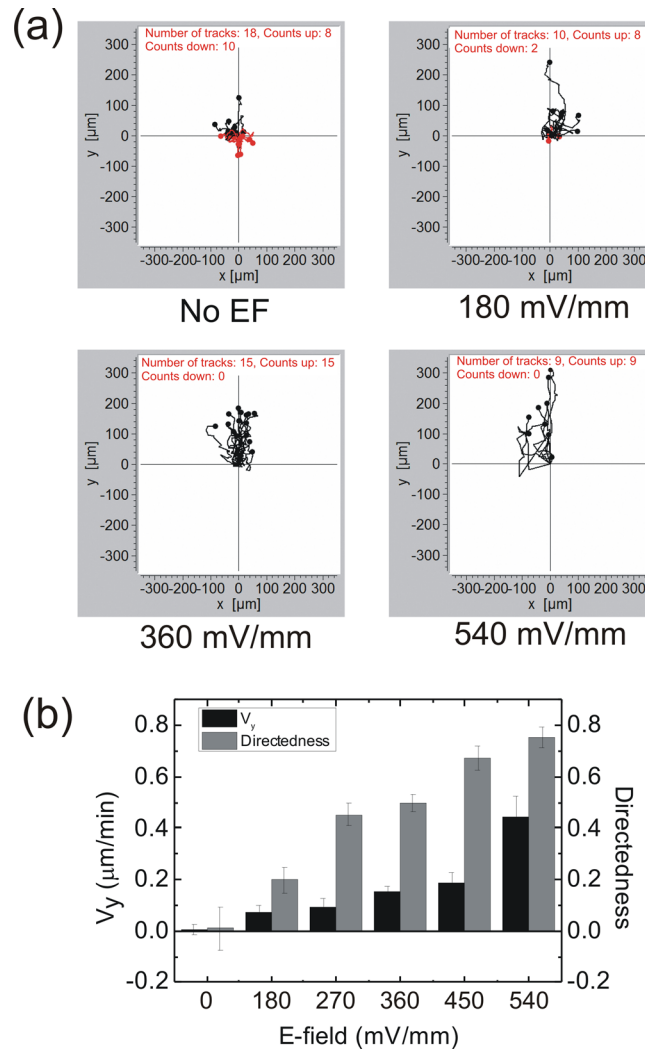 (a)
Number of tracks: 18, Counts up: 8
Counts down: 10
300
200
100
0
-100
-200
-300
y [µm]
-300 -200 -100 0 100 200 300
x [µm]
No EF
Number of tracks: 10, Counts up: 8
Counts down: 2
300
200
100
0
-100
-200
-300
y [µm]
-300 -200 -100 0 100 200 300
x [µm]
180 mV/mm
Number of tracks: 15, Counts up: 15
Counts down: 0
300
200
100
0
-100
-200
-300
y [µm]
-300 -200 -100 0 100 200 300
x [µm]
360 mV/mm
Number of tracks: 9, Counts up: 9
Counts down: 0
300
200
100
0
-100
-200
-300
y [µm]
-300 -200 -100 0 100 200 300
x [µm]
540 mV/mm
(b)
Vy
Directedness
0.8
0.6
0.4
0.2
0.0
-0.2
Vy (µm/min)
0.8
0.6
0.4
0.2
0.0
-0.2
Directedness
0 180 270 360 450 540
E-field (mV/mm)